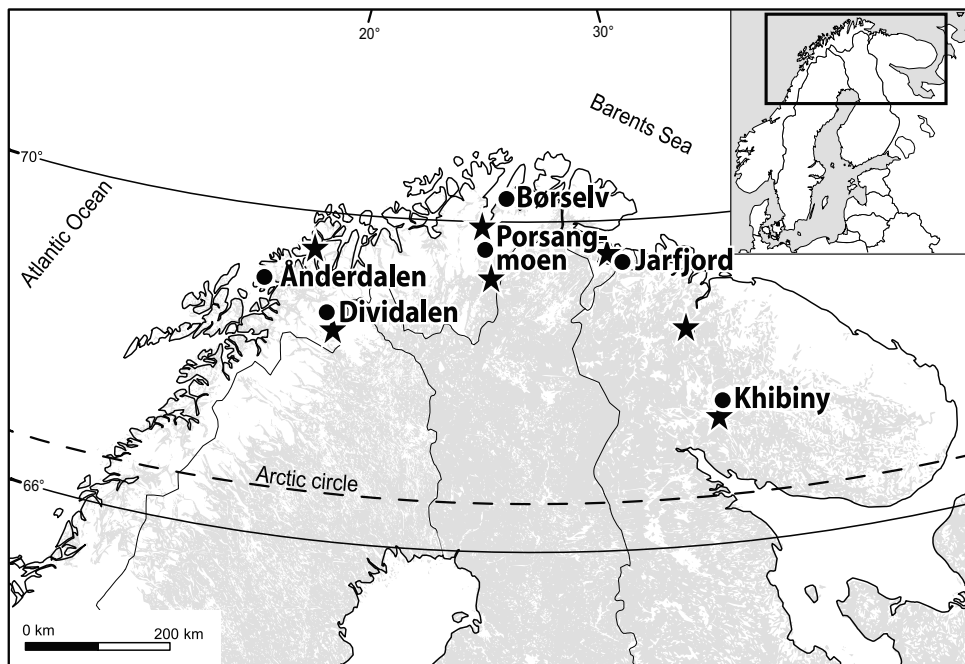 20°
30°
Barents Sea
70°
Atlantic Ocean
Børselv
Porsang-
moen
Jarfjord
Ånderdalen
Dividalen
Khibiny
Arctic circle
66°
0 km
200 km